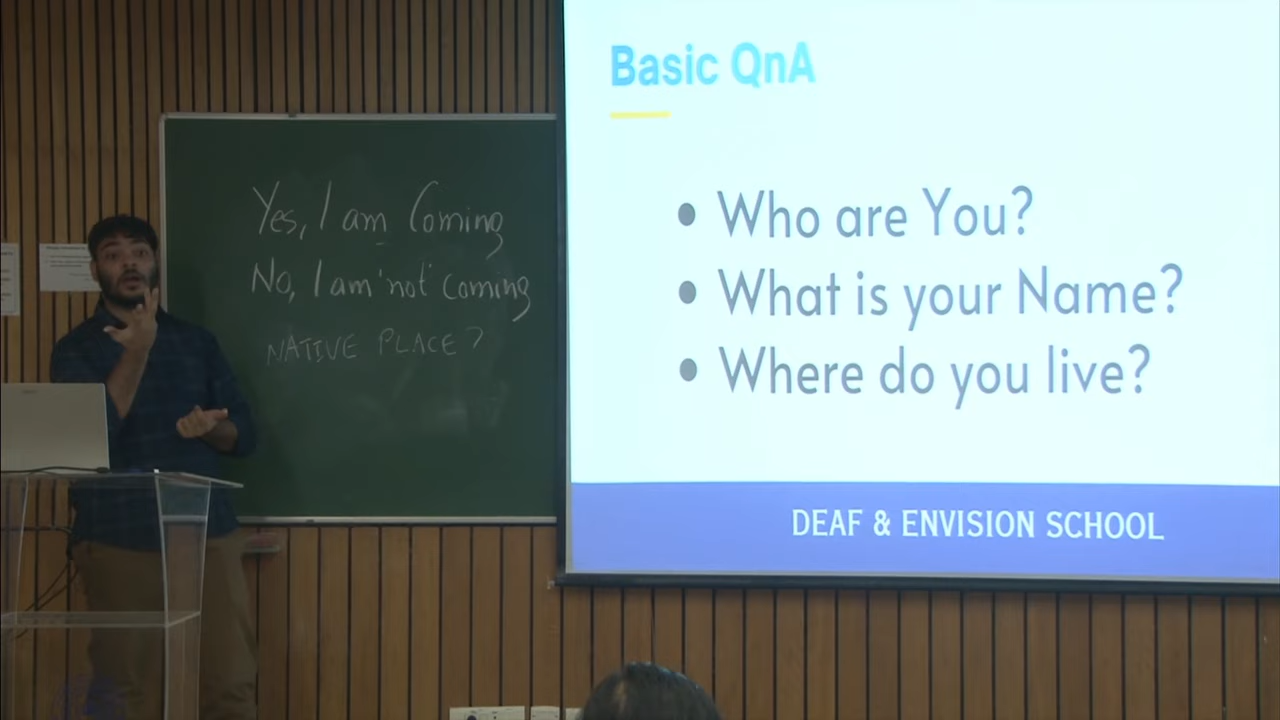 Basic QnA
Yes, I am Coming
No, I am 'not' coming
NATIVE PLACE?
• Who are You?
• What is your Name?
• Where do you live?
DEAF & ENVISION SCHOOL